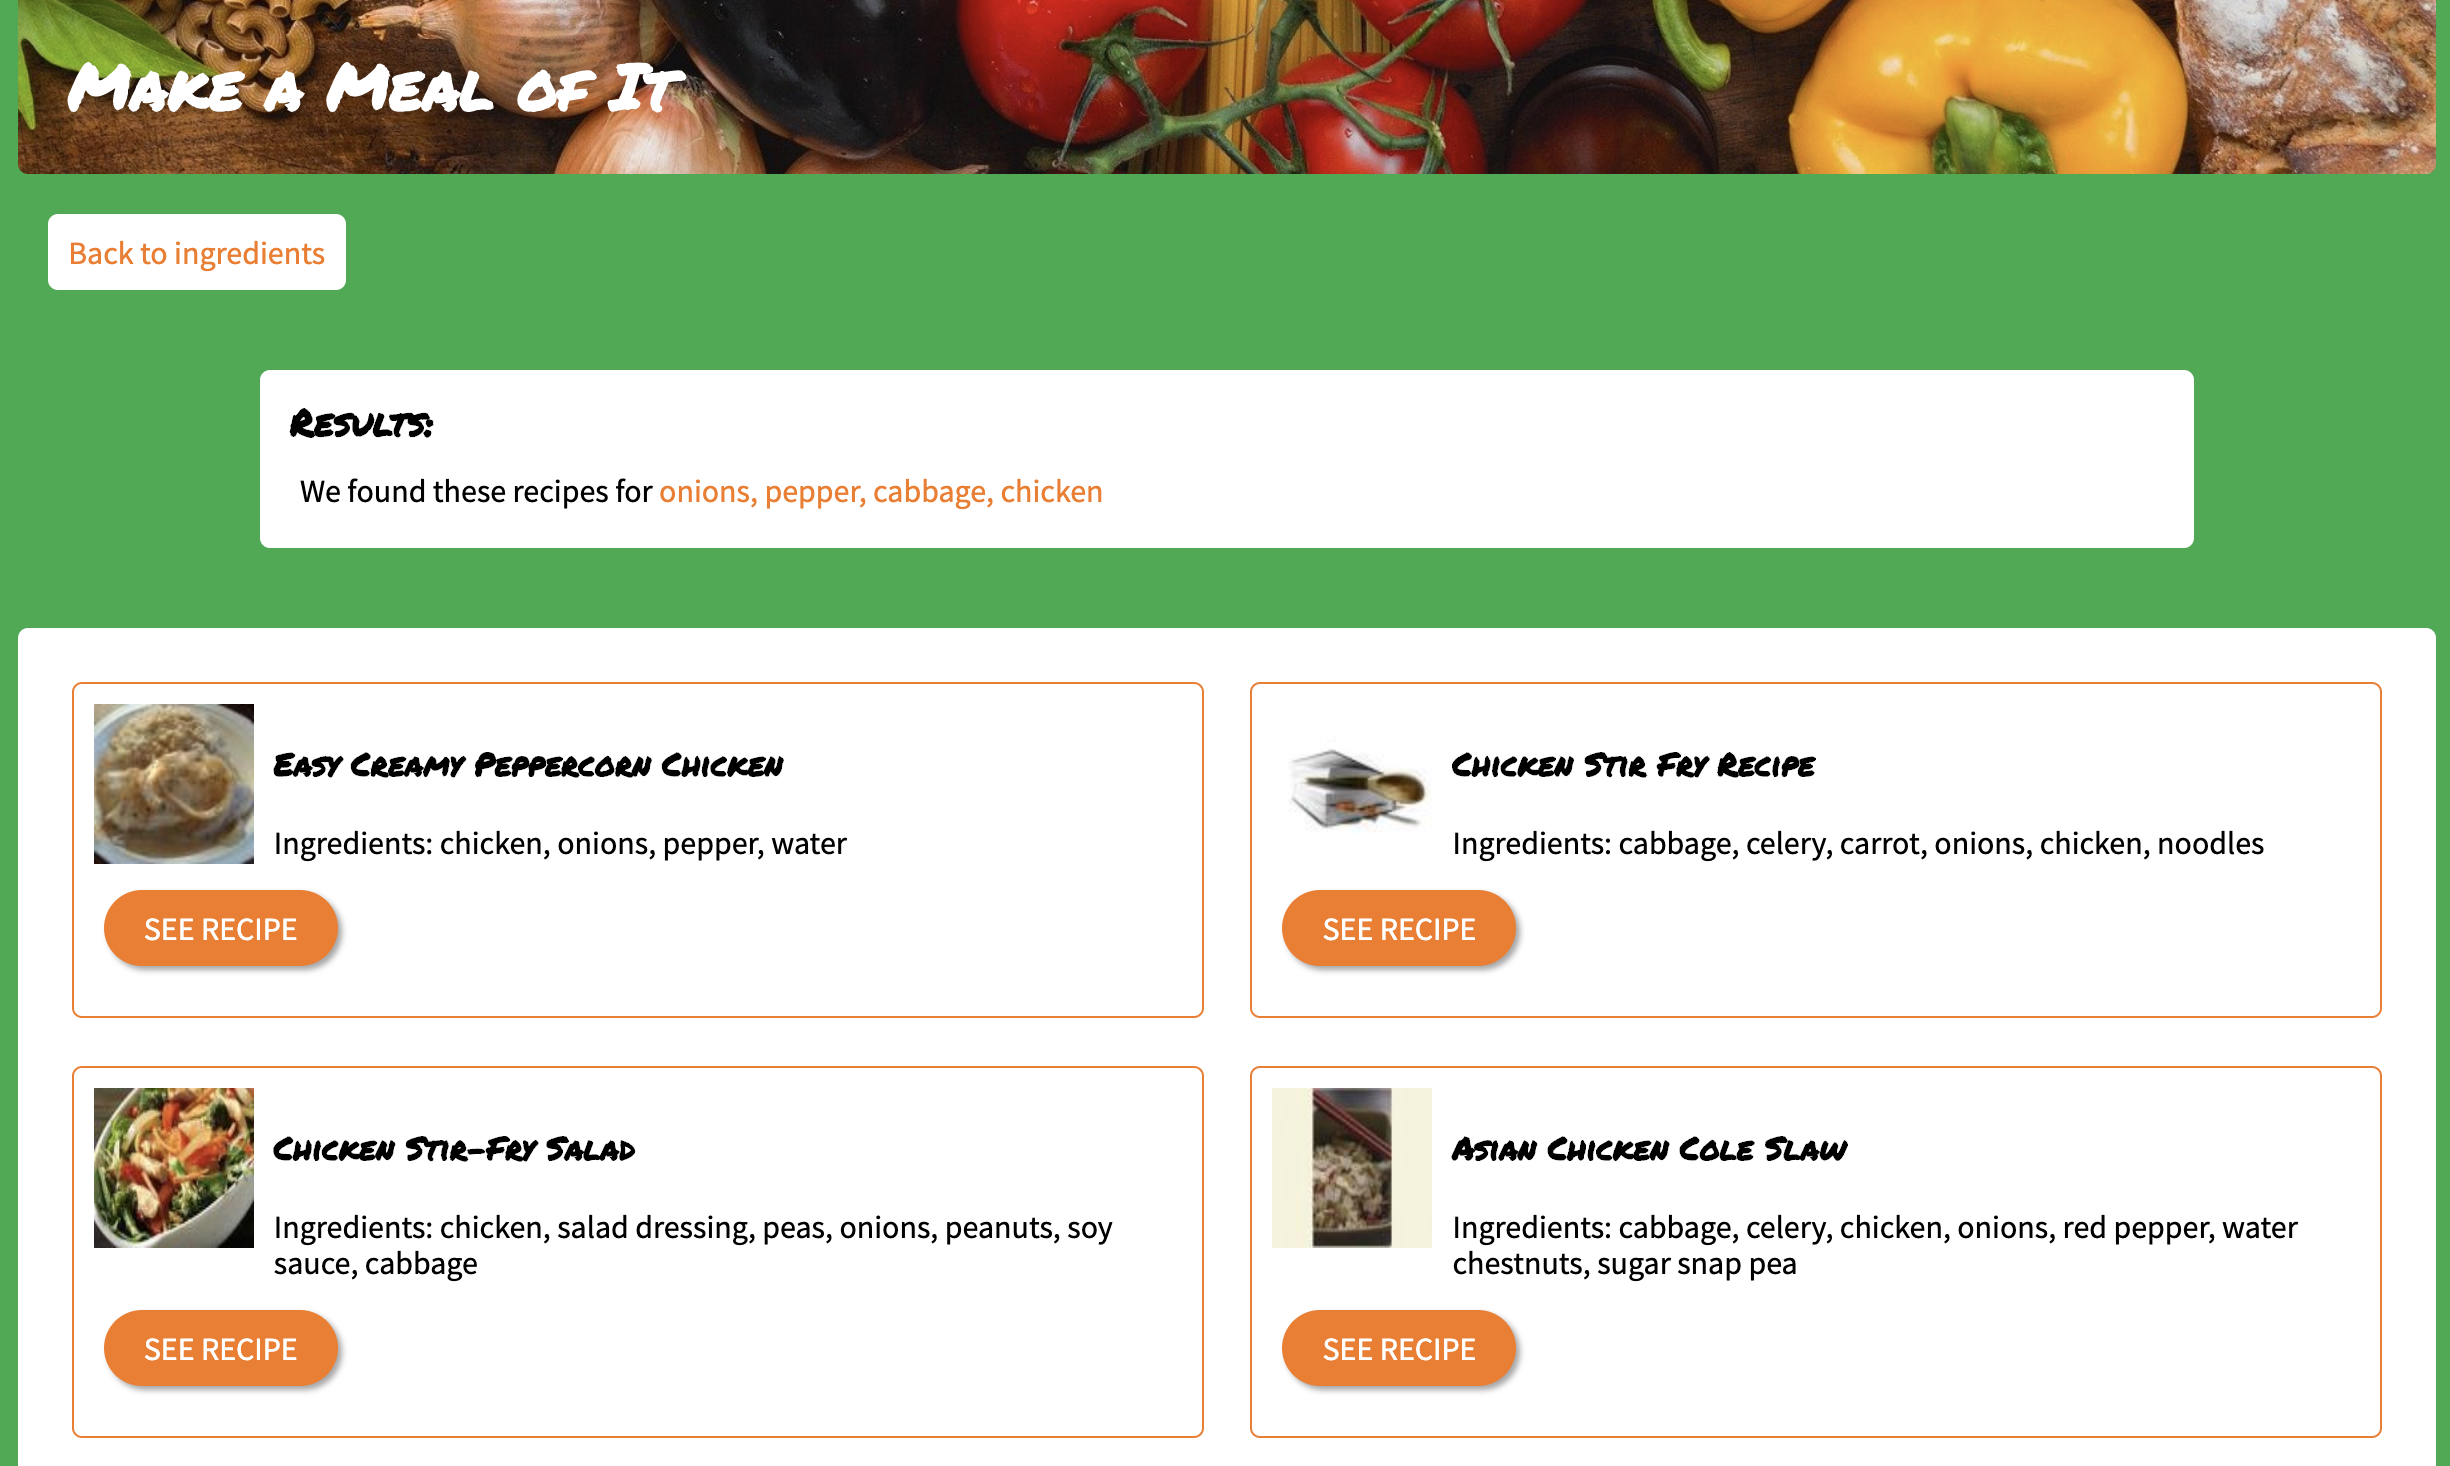 Make a Meal of It
Back to ingredients
Results:
We found these recipes for onions, pepper, cabbage, chicken
Easy Creamy Peppercorn Chicken
Ingredients: chicken, onions, pepper, water
SEE RECIPE
Chicken Stir Fry Recipe
Ingredients: cabbage, celery, carrot, onions, chicken, noodles
SEE RECIPE
Chicken Stir-Fry Salad
Ingredients: chicken, salad dressing, peas, onions, peanuts, soy
sauce, cabbage
SEE RECIPE
Asian Chicken Cole Slaw
Ingredients: cabbage, celery, chicken, onions, red pepper, water
chestnuts, sugar snap pea
SEE RECIPE